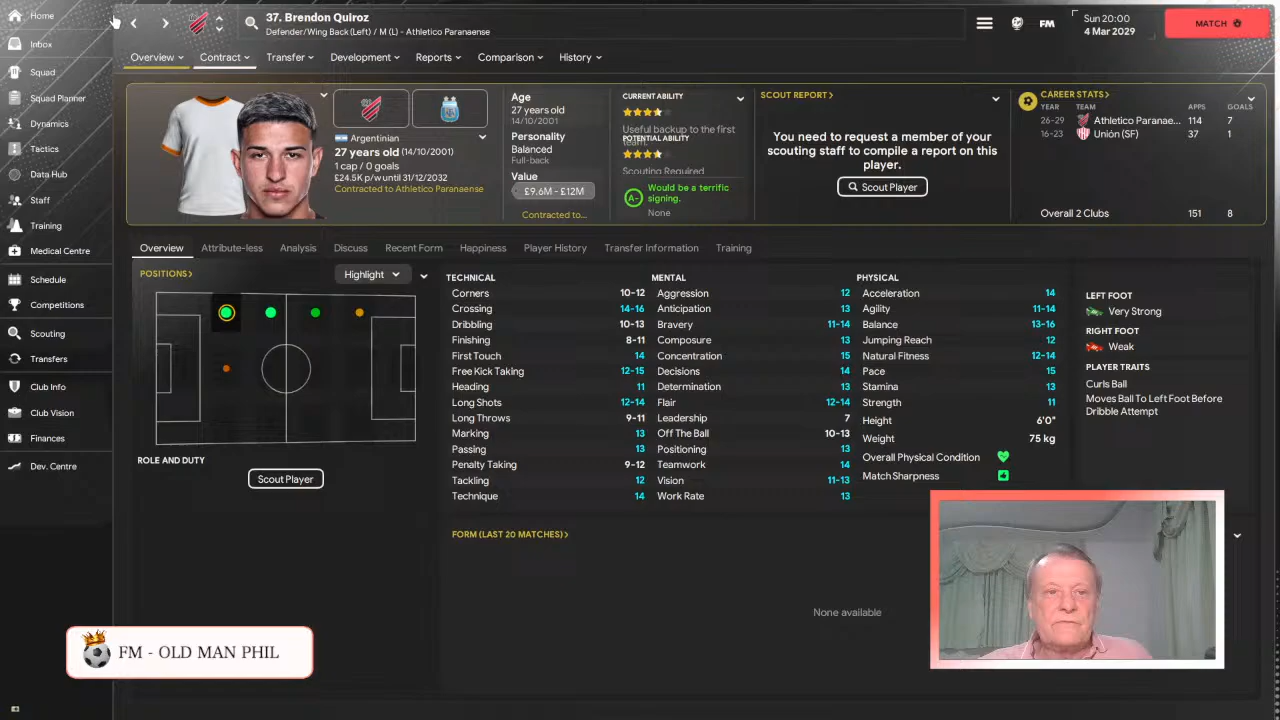 Home
Inbox
Squad
Squad Planner
Dynamics
Tactics
Data Hub
Staff
Training
Medical Centre
Schedule
Competitions
Scouting
Transfers
Club Info
Club Vision
Finances
Dev. Centre
37. Brendon Quiroz
Defender/Wing Back (Left) / M (L) - Athletico Paranaense
FM
Sun 20:00
4 Mar 2029
MATCH
Overview Contract Transfer Development Reports Comparison History
Argentinian
27 years old (14/10/2001)
1 cap / 0 goals
£24.5K p/w until 31/12/2032
Contracted to Athletico Paranaense
Age
27 years old
14/10/2001
Personality
Balanced
Full-back
Value
£9.6M - £12M
Contracted to...
CURRENT ABILITY
Useful backup to the first
team.
POTENTIAL ABILITY
Scouting Required
A-
Would be a terrific
signing.
None
SCOUT REPORT>
You need to request a member of your
scouting staff to compile a report on this
player.
Scout Player
CAREER STATS>
YEAR TEAM APPS GOALS
26-29 Athletico Paranae... 114 7
16-23 Unión (SF) 37 1
Overall 2 Clubs 151 8
Overview Attribute-less Analysis Discuss Recent Form Happiness Player History Transfer Information Training
POSITIONS>
Highlight
ROLE AND DUTY
Scout Player
TECHNICAL
Corners 10-12
Crossing 14-16
Dribbling 10-13
Finishing 8-11
First Touch 14
Free Kick Taking 12-15
Heading 11
Long Shots 12-14
Long Throws 9-11
Marking 13
Passing 13
Penalty Taking 9-12
Tackling 12
Technique 14
MENTAL
Aggression 12
Anticipation 13
Bravery 11-14
Composure 13
Concentration 15
Decisions 14
Determination 13
Flair 12-14
Leadership 7
Off The Ball 10-13
Positioning 13
Teamwork 14
Vision 11-13
Work Rate 13
PHYSICAL
Acceleration 14
Agility 11-14
Balance 13-16
Jumping Reach 12
Natural Fitness 12-14
Pace 15
Stamina 13
Strength 11
Height 6'0"
Weight 75 kg
Overall Physical Condition
Match Sharpness
LEFT FOOT
Very Strong
RIGHT FOOT
Weak
PLAYER TRAITS
Curls Ball
Moves Ball To Left Foot Before
Dribble Attempt
FORM (LAST 20 MATCHES)>
None available
FM - OLD MAN PHIL